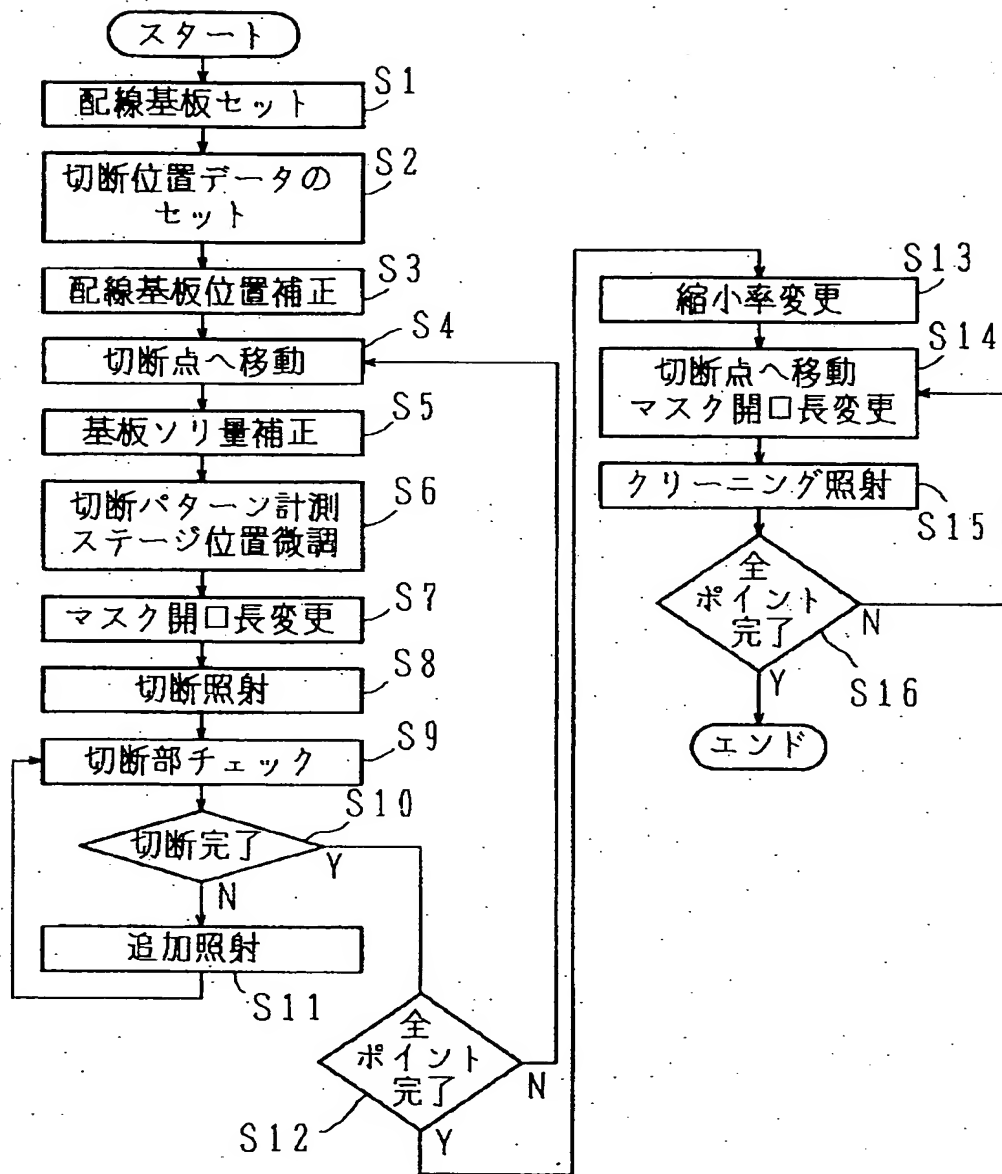 スタート
S1
配線基板セット
S2
切断位置データの
セット
S3
配線基板位置補正
S4
切断点へ移動
S5
基板ソリ量補正
S6
切断パターン計測
ステージ位置微調
S7
マスク開口長変更
S8
切断照射
S9
切断部チェック
S10
切断完了
Y
N
追加照射
S11
全
ポイント
完了
N
S12
Y
S13
縮小率変更
S14
切断点へ移動
マスク開口長変更
クリーニング照射
S15
全
ポイント
完了
N
Y
S16
エンド